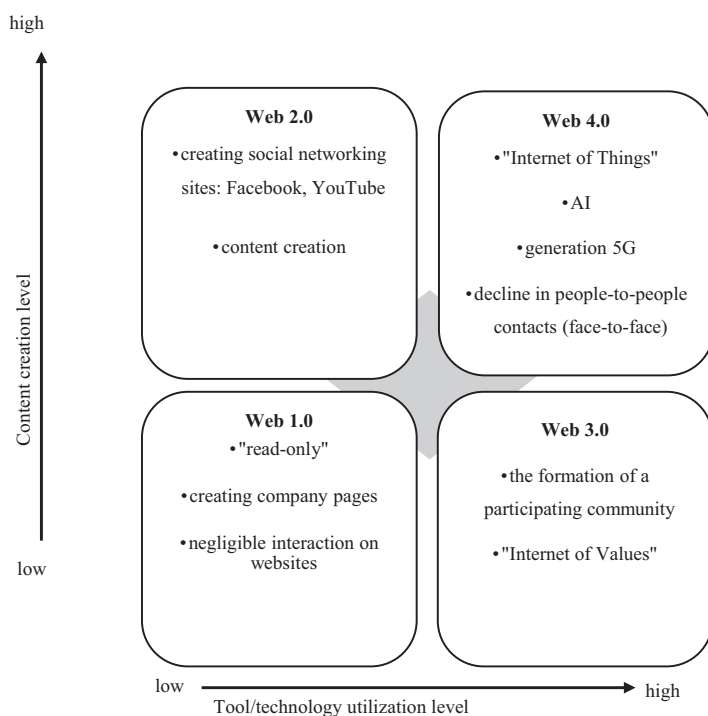 high
Web 2.0
•creating social networking
sites: Facebook, YouTube
•content creation
Web 4.0
•"Internet of Things"
•AI
•generation 5G
•decline in people-to-people
contacts (face-to-face)
Content creation level
Web 1.0
•"read-only"
•creating company pages
•negligible interaction on
websites
Web 3.0
•the formation of a
participating community
•"Internet of Values"
low
low
high
Tool/technology utilization level